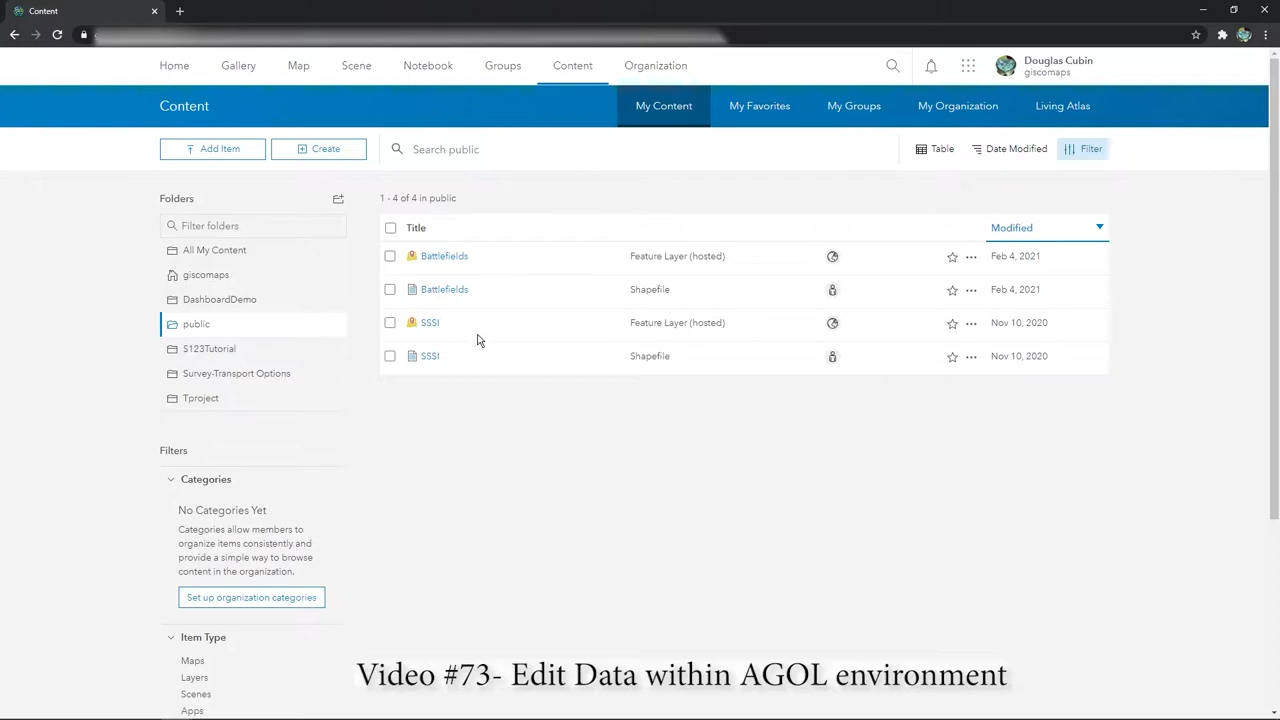 Content
Home Gallery Map Scene Notebook Groups Content Organization
Douglas Cubin
giscomaps
Content
My Content My Favorites My Groups My Organization Living Atlas
Add Item Create Search public Table Date Modified Filter
Folders
1 - 4 of 4 in public
Filter folders
Title Modified
All My Content
Battlefields Feature Layer (hosted) Feb 4, 2021
giscomaps
Battlefields Shapefile Feb 4, 2021
DashboardDemo
public
SSSI Feature Layer (hosted) Nov 10, 2020
S123Tutorial
SSSI Shapefile Nov 10, 2020
Survey-Transport Options
Tproject
Filters
Categories
No Categories Yet
Categories allow members to
organize items consistently and
provide a simple way to browse
content in the organization.
Set up organization categories
Item Type
Maps
Layers
Scenes
Apps
Video #73- Edit Data within AGOL environment